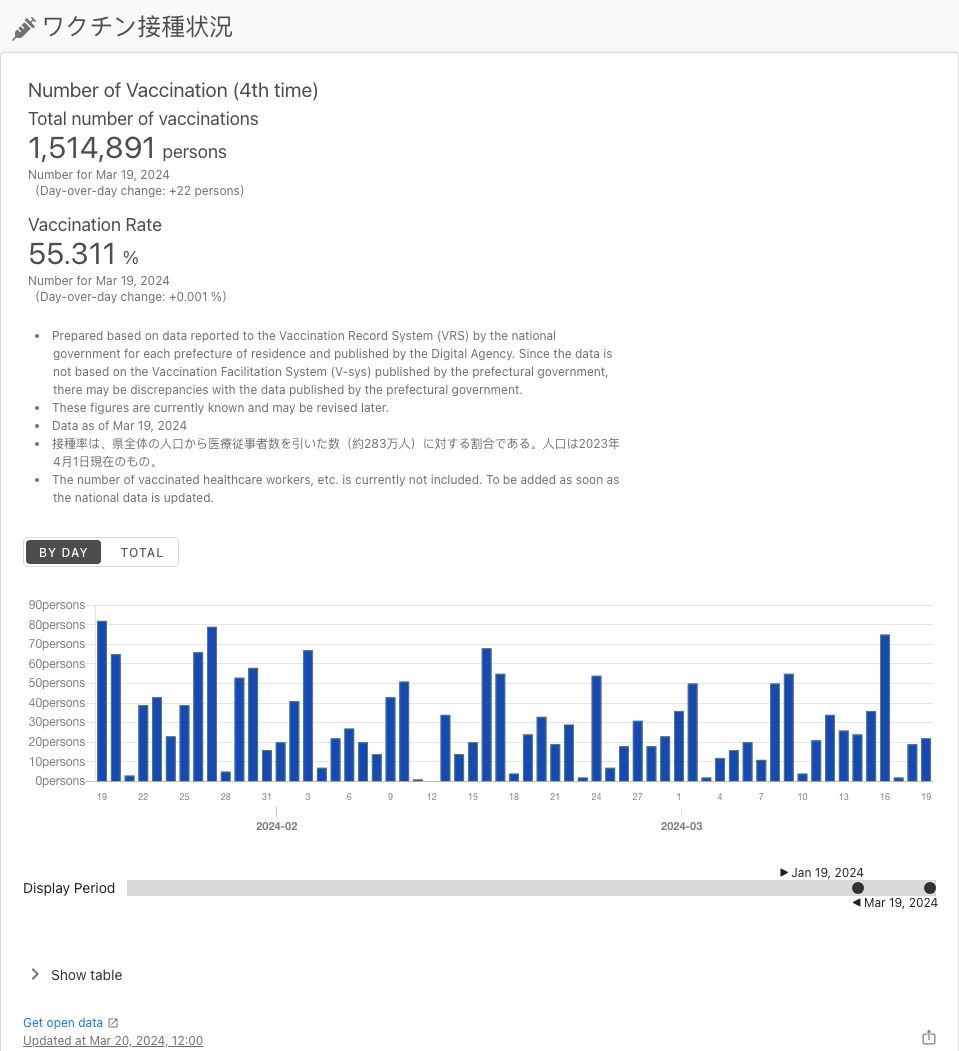 ワクチン接種状況
Number of Vaccination (4th time)
Total number of vaccinations
1,514,891 persons
Number for Mar 19, 2024
(Day-over-day change: +22 persons)
Vaccination Rate
55.311 %
Number for Mar 19, 2024
(Day-over-day change: +0.001 %)
• Prepared based on data reported to the Vaccination Record System (VRS) by the national
government for each prefecture of residence and published by the Digital Agency. Since the data is
not based on the Vaccination Facilitation System (V-sys) published by the prefectural government,
there may be discrepancies with the data published by the prefectural government.
• These figures are currently known and may be revised later.
• Data as of Mar 19, 2024
• 接種率は、県全体の人口から医療従事者数を引いた数（約283万人）に対する割合である。人口は2023年
4月1日現在のもの。
• The number of vaccinated healthcare workers, etc. is currently not included. To be added as soon as
the national data is updated.
BY DAY TOTAL
90persons
80persons
70persons
60persons
50persons
40persons
30persons
20persons
10persons
0persons
19 22 25 28 31 3 6 9 12 15 18 21 24 27 1 4 7 10 13 16 19
2024-02 2024-03
▶ Jan 19, 2024
Display Period
◀ Mar 19, 2024
Show table
Get open data
Updated at Mar 20, 2024, 12:00